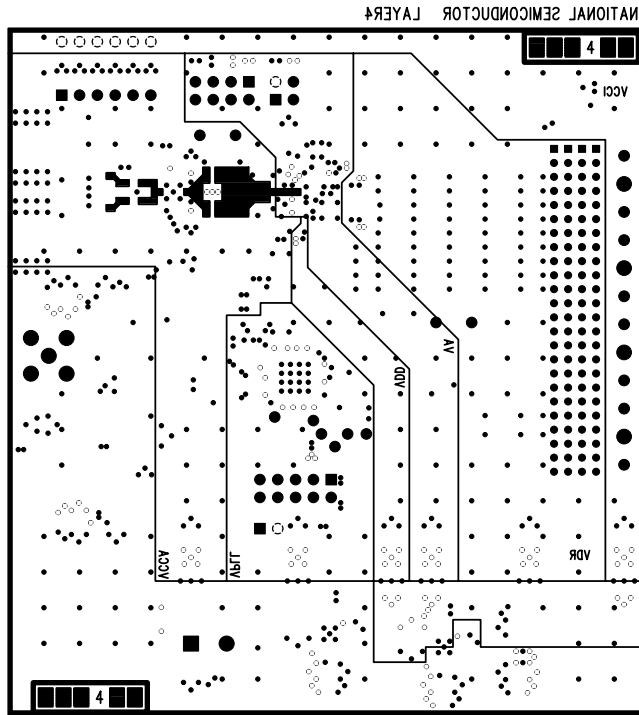 NATIONAL SEMICONDUCTOR LAYER4
4
VCCI
AV
VDD
VDR
VPLL
VCCA
4